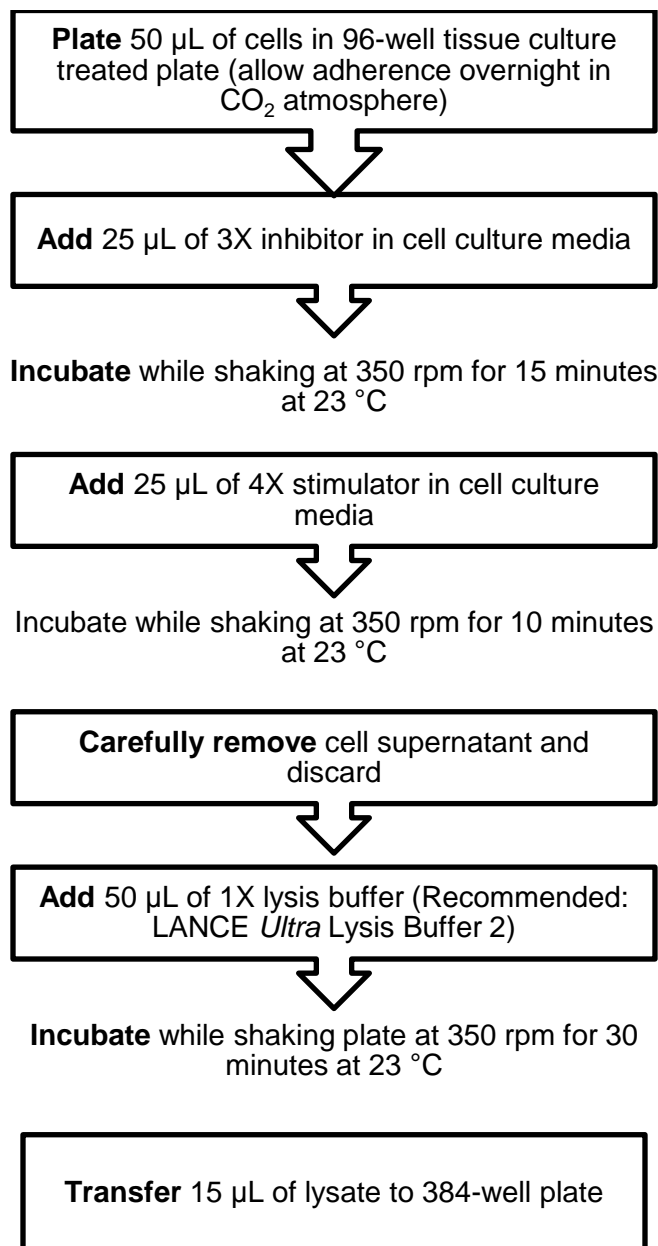 Plate 50 µL of cells in 96-well tissue culture
treated plate (allow adherence overnight in
CO₂ atmosphere)
Add 25 µL of 3X inhibitor in cell culture media
Incubate while shaking at 350 rpm for 15 minutes
at 23 °C
Add 25 µL of 4X stimulator in cell culture
media
Incubate while shaking at 350 rpm for 10 minutes
at 23 °C
Carefully remove cell supernatant and
discard
Add 50 µL of 1X lysis buffer (Recommended:
LANCE Ultra Lysis Buffer 2)
Incubate while shaking plate at 350 rpm for 30
minutes at 23 °C
Transfer 15 µL of lysate to 384-well plate